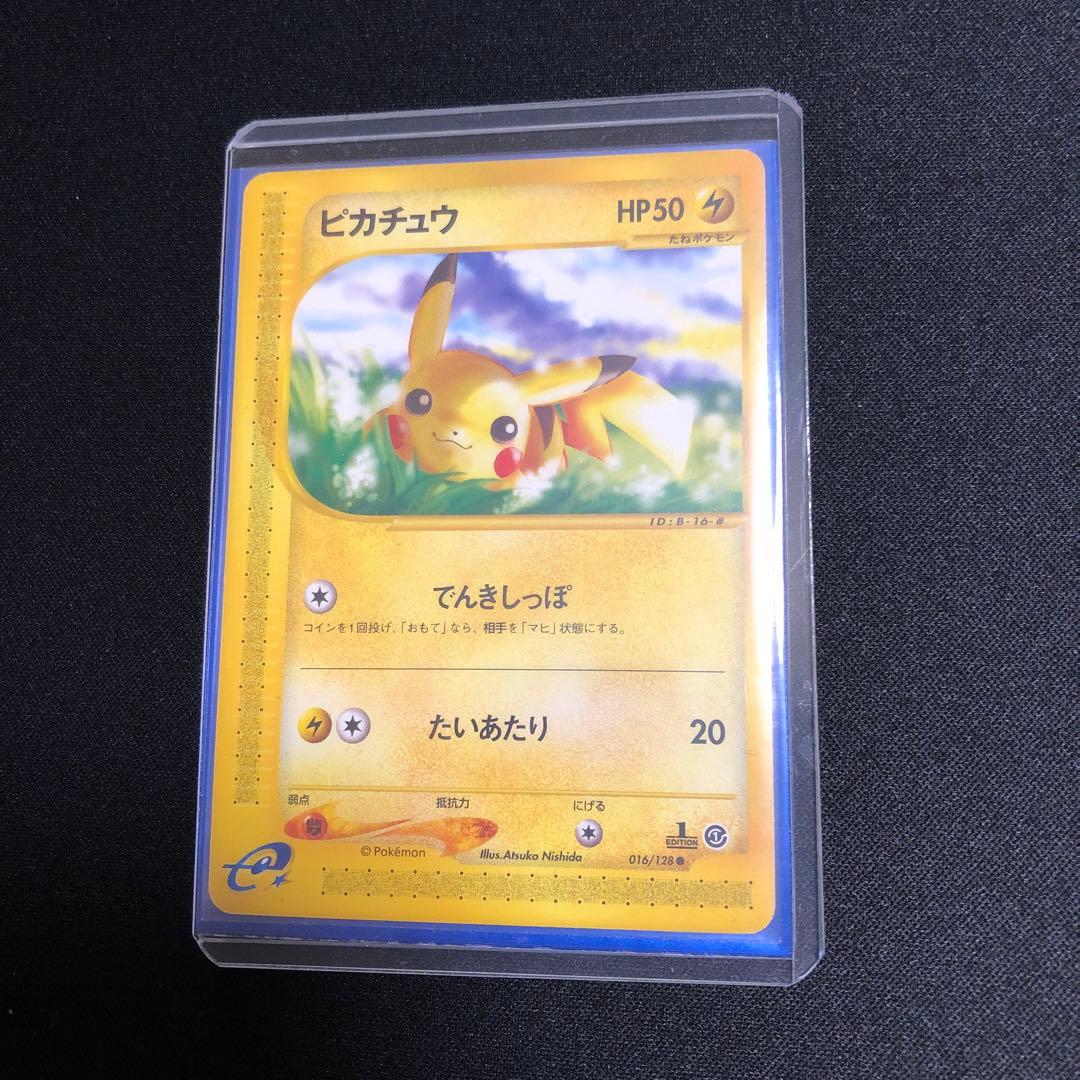 ピカチュウ HP50
たねポケモン
ID:B-16-#
でんきしっぽ
コインを1回投げ、「おもて」なら、相手を「マヒ」状態にする。
たいあたり 20
弱点 抵抗力 にげる
1
EDITION
© Pokémon Illus.Atsuko Nishida 016/128●
e